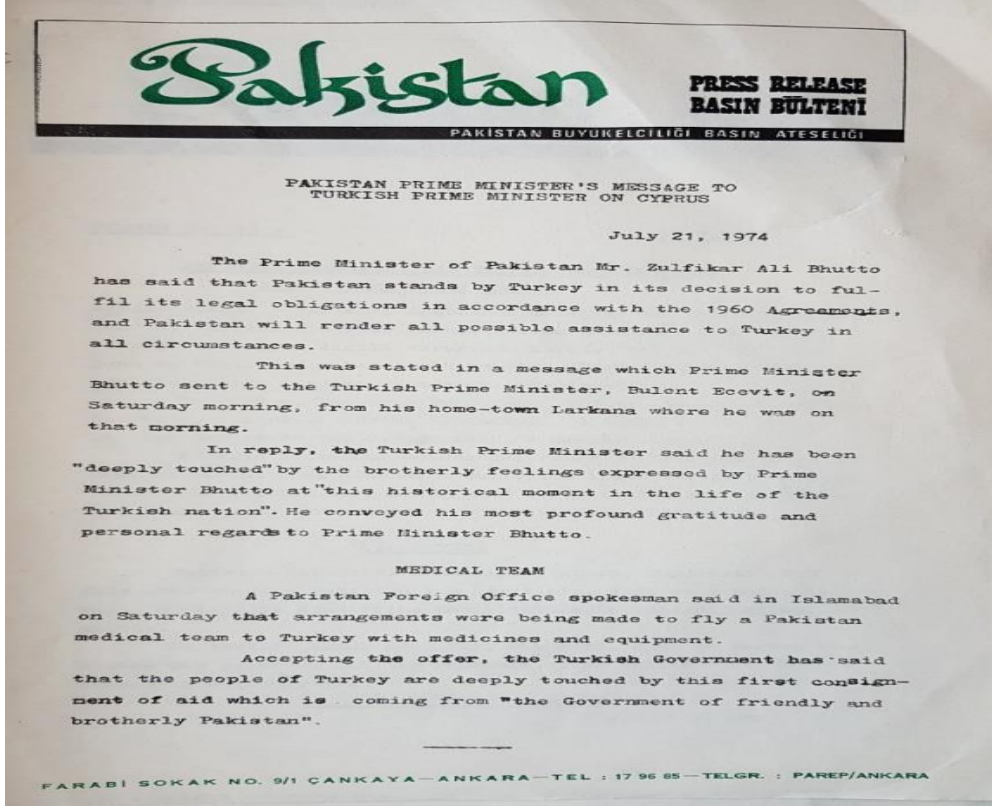 Pakistan
PRESS RELEASE
BASIN BÜLTENİ
PAKİSTAN BUYUKELCİLİĞİ BASIN ATESELİĞİ
PAKISTAN PRIME MINISTER'S MESSAGE TO
TURKISH PRIME MINISTER ON CYPRUS
July 21, 1974
The Prime Minister of Pakistan Mr. Zulfikar Ali Bhutto
has said that Pakistan stands by Turkey in its decision to ful-
fil its legal obligations in accordance with the 1960 Agreements,
and Pakistan will render all possible assistance to Turkey in
all circumstances.
This was stated in a message which Prime Minister
Bhutto sent to the Turkish Prime Minister, Bulent Ecevit, on
Saturday morning, from his home-town Larkana where he was on
that morning.
In reply, the Turkish Prime Minister said he has been
"deeply touched" by the brotherly feelings expressed by Prime
Minister Bhutto at "this historical moment in the life of the
Turkish nation". He conveyed his most profound gratitude and
personal regards to Prime Minister Bhutto.
MEDICAL TEAM
A Pakistan Foreign Office spokesman said in Islamabad
on Saturday that arrangements were being made to fly a Pakistan
medical team to Turkey with medicines and equipment.
Accepting the offer, the Turkish Government has said
that the people of Turkey are deeply touched by this first consign-
ment of aid which is coming from "the Government of friendly and
brotherly Pakistan".
FARABİ SOKAK NO. 9/1 ÇANKAYA—ANKARA—TEL : 17 96 85—TELGR. : PAREP/ANKARA